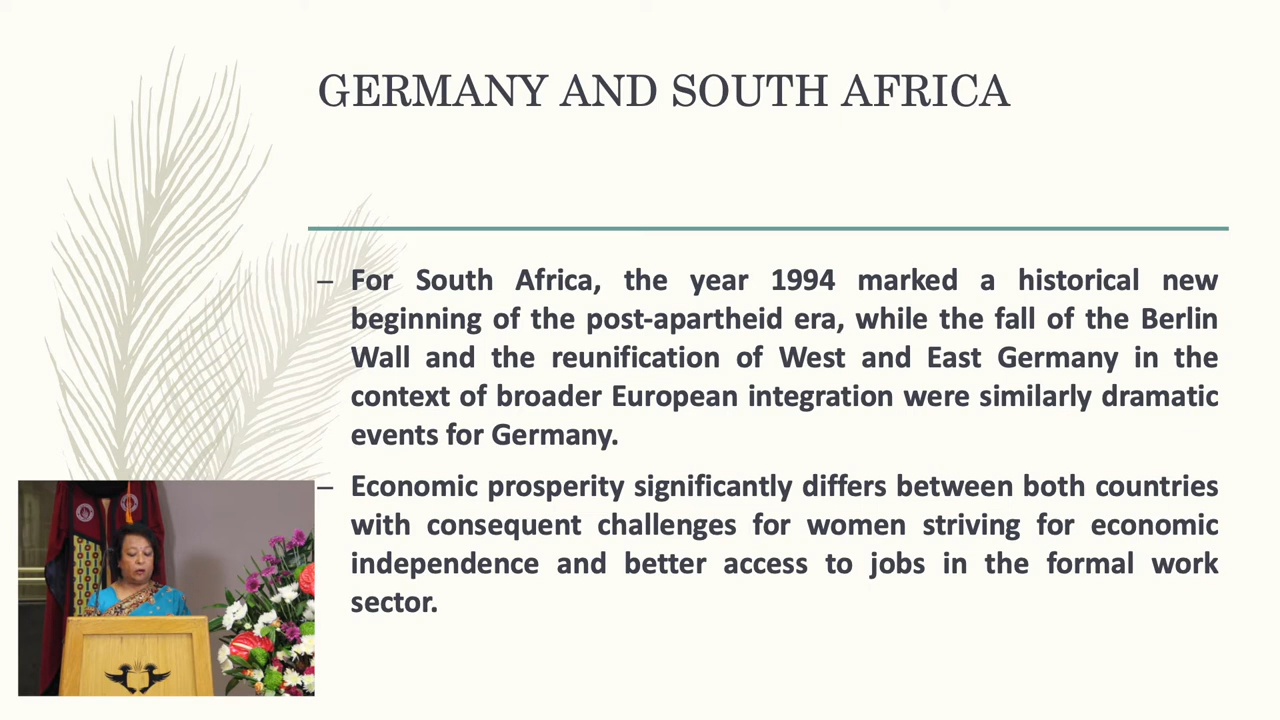 GERMANY AND SOUTH AFRICA
– For South Africa, the year 1994 marked a historical new
beginning of the post-apartheid era, while the fall of the Berlin
Wall and the reunification of West and East Germany in the
context of broader European integration were similarly dramatic
events for Germany.
– Economic prosperity significantly differs between both countries
with consequent challenges for women striving for economic
independence and better access to jobs in the formal work
sector.